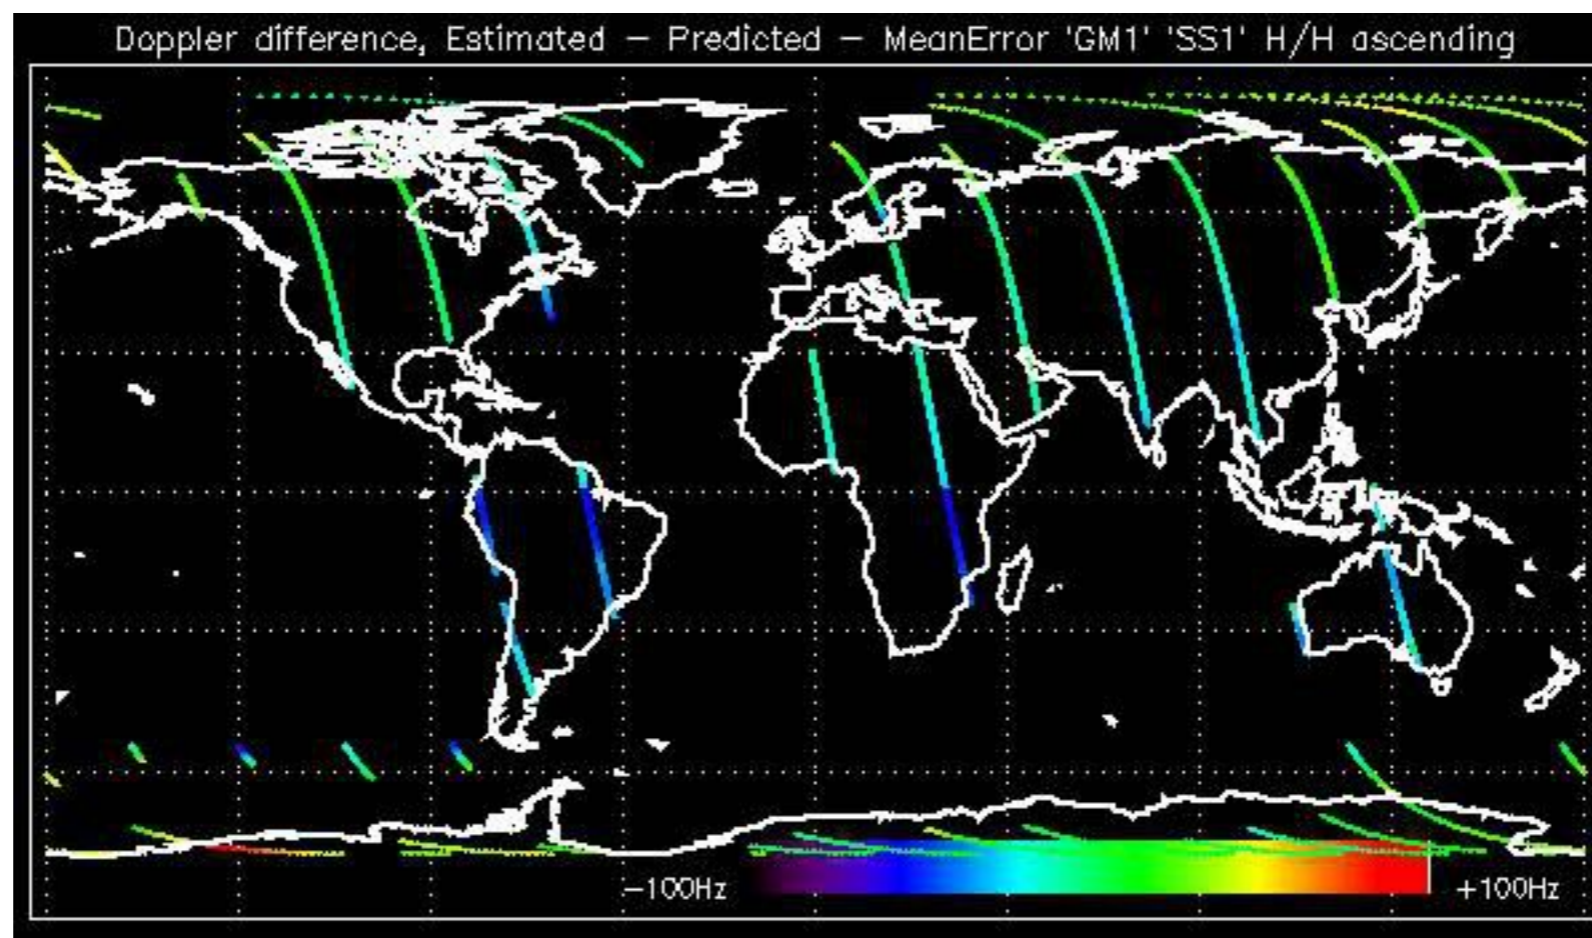 Doppler difference, Estimated − Predicted − MeanError 'GM1' 'SS1' H/H ascending
−100Hz
+100Hz